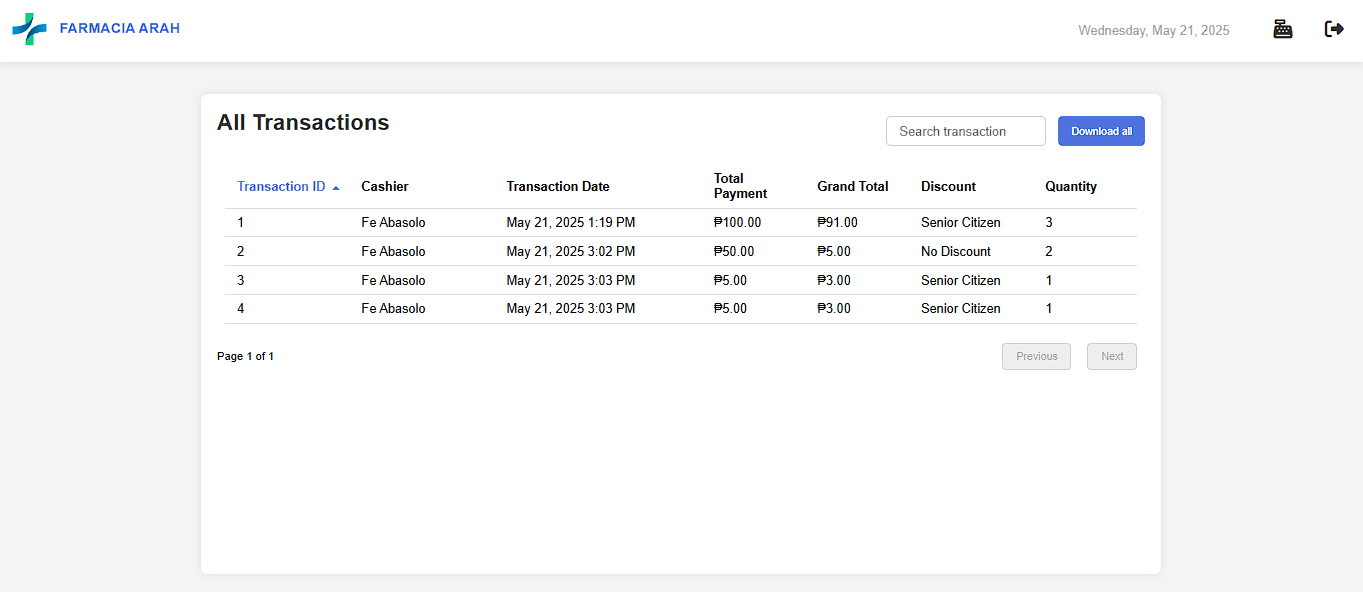 FARMACIA ARAH
Wednesday, May 21, 2025
All Transactions
Search transaction
Download all
Transaction ID Cashier Transaction Date Total Payment Grand Total Discount Quantity
1 Fe Abasolo May 21, 2025 1:19 PM ₱100.00 ₱91.00 Senior Citizen 3
2 Fe Abasolo May 21, 2025 3:02 PM ₱50.00 ₱5.00 No Discount 2
3 Fe Abasolo May 21, 2025 3:03 PM ₱5.00 ₱3.00 Senior Citizen 1
4 Fe Abasolo May 21, 2025 3:03 PM ₱5.00 ₱3.00 Senior Citizen 1
Page 1 of 1
Previous
Next